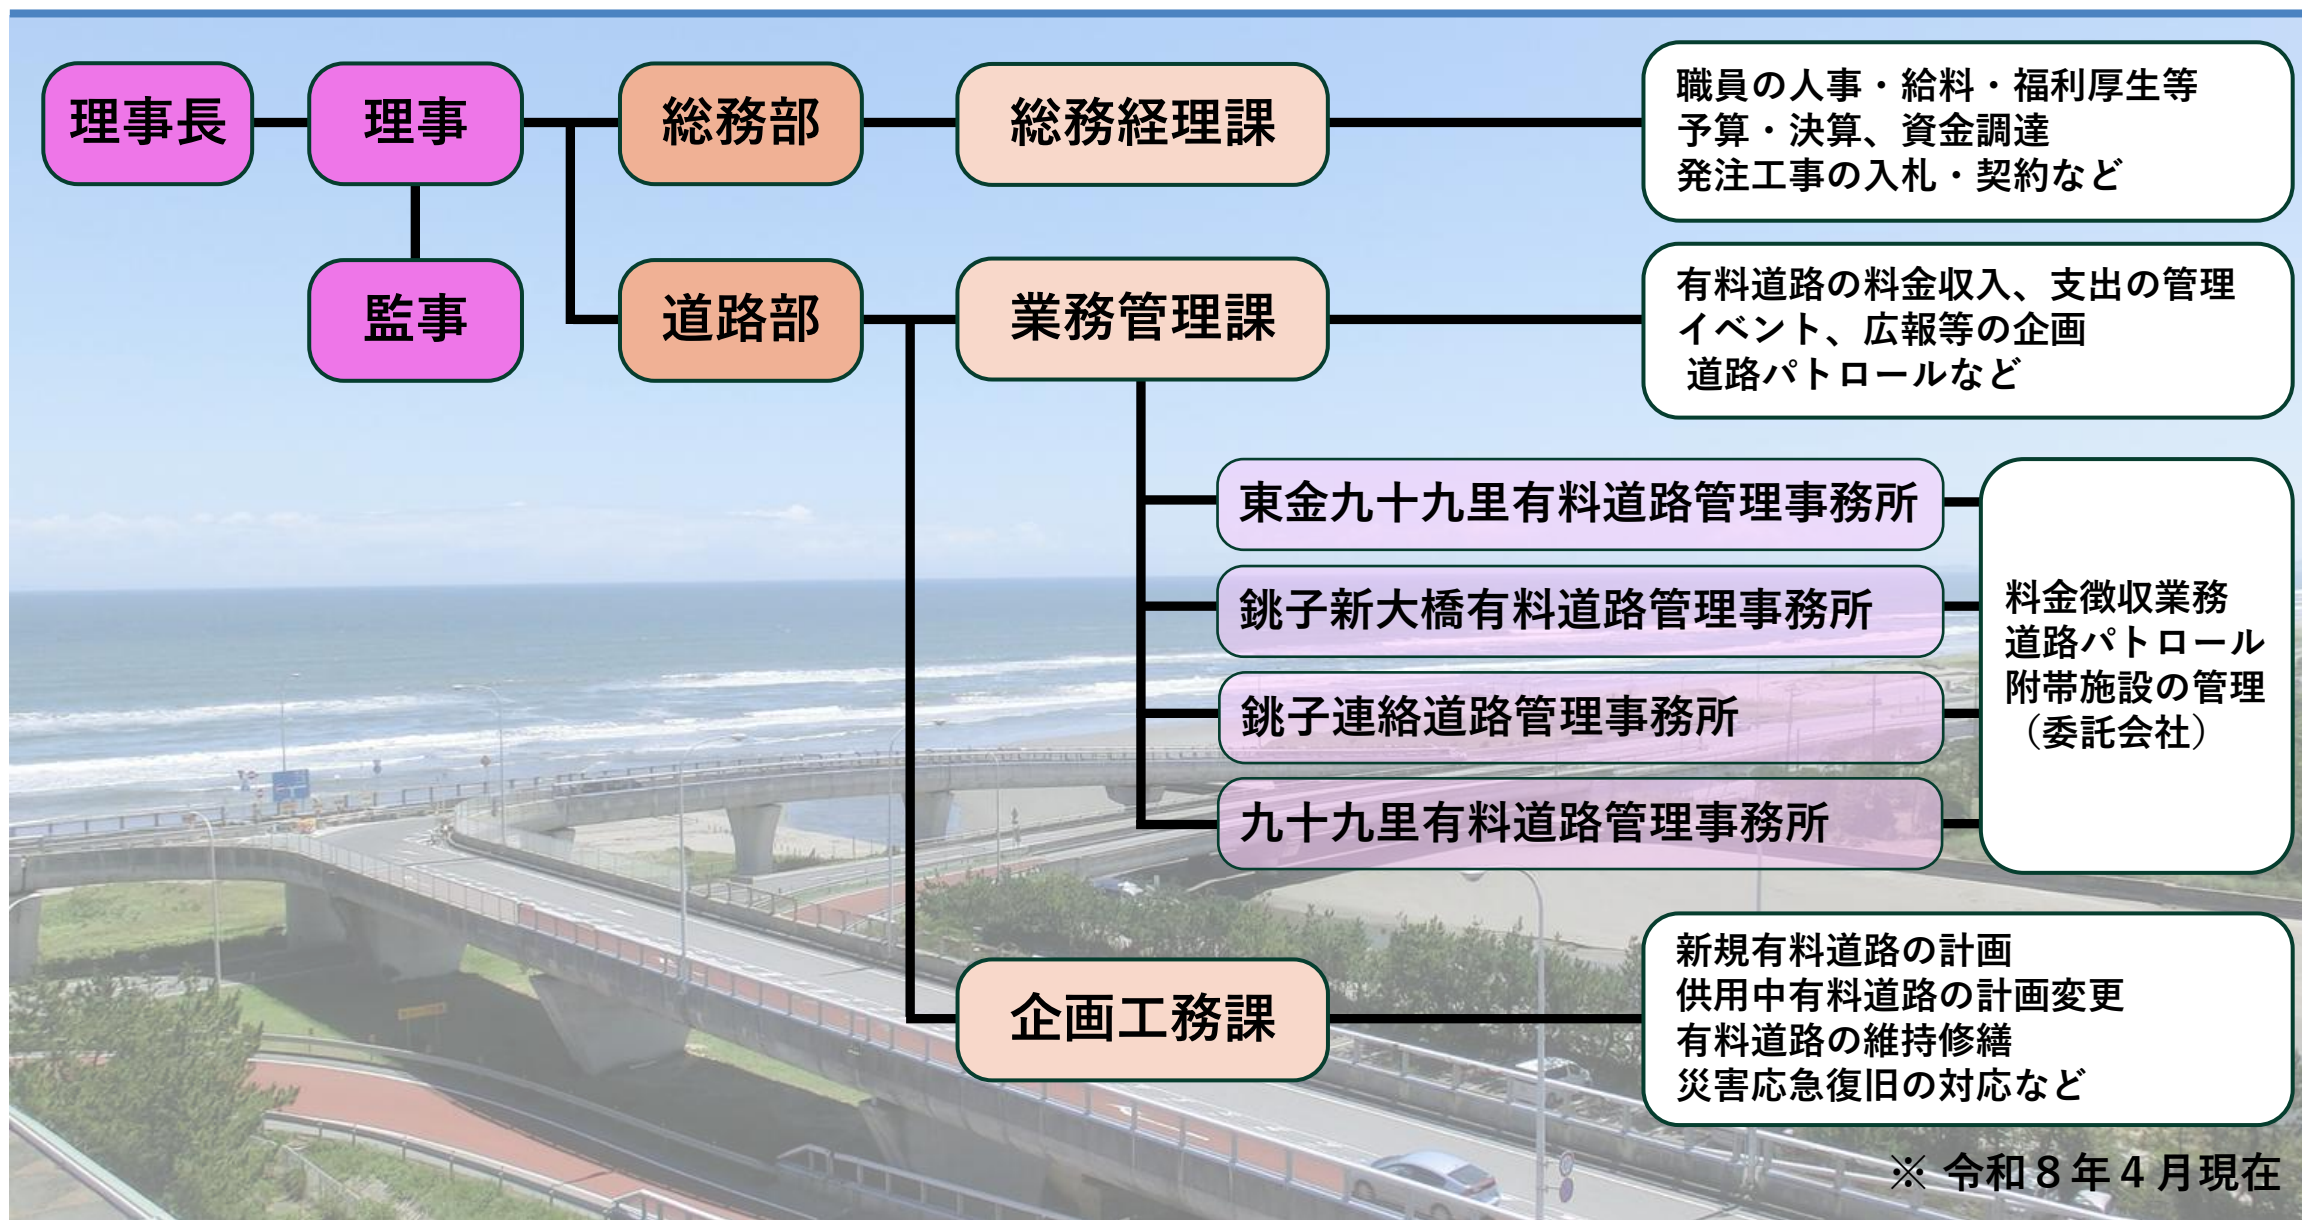 理事長
理事
監事
総務部
総務経理課
職員の人事・給料・福利厚生等
予算・決算、資金調達
発注工事の入札・契約など
道路部
業務管理課
有料道路の料金収入、支出の管理
イベント、広報等の企画
道路パトロールなど
東金九十九里有料道路管理事務所
銚子新大橋有料道路管理事務所
銚子連絡道路管理事務所
九十九里有料道路管理事務所
料金徴収業務
道路パトロール
附帯施設の管理
（委託会社）
企画工務課
新規有料道路の計画
供用中有料道路の計画変更
有料道路の維持修繕
災害応急復旧の対応など
※ 令和８年４月現在